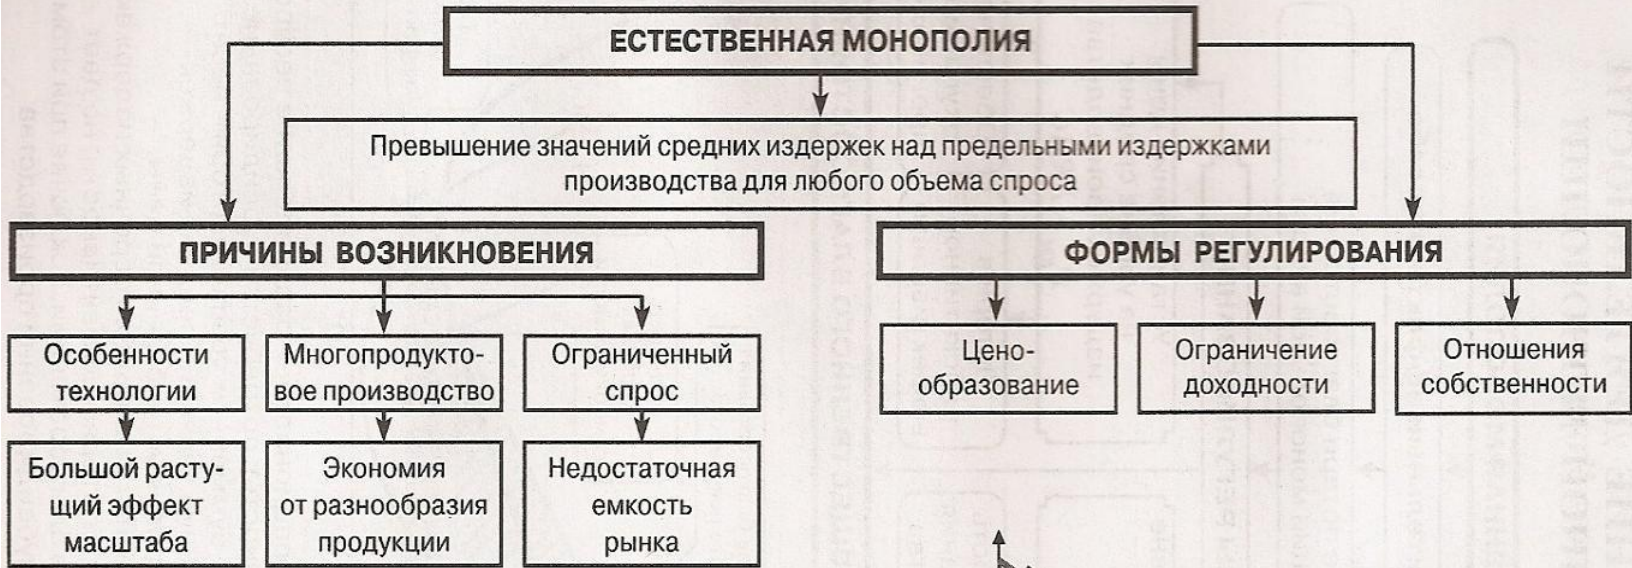 ЕСТЕСТВЕННАЯ МОНОПОЛИЯ
Превышение значений средних издержек над предельными издержками
производства для любого объема спроса
ПРИЧИНЫ ВОЗНИКНОВЕНИЯ
Особенности
технологии
Многопродукто-
вое производство
Ограниченный
спрос
Большой расту-
щий эффект
масштаба
Экономия
от разнообразия
продукции
Недостаточная
емкость
рынка
ФОРМЫ РЕГУЛИРОВАНИЯ
Цено-
образование
Ограничение
доходности
Отношения
собственности